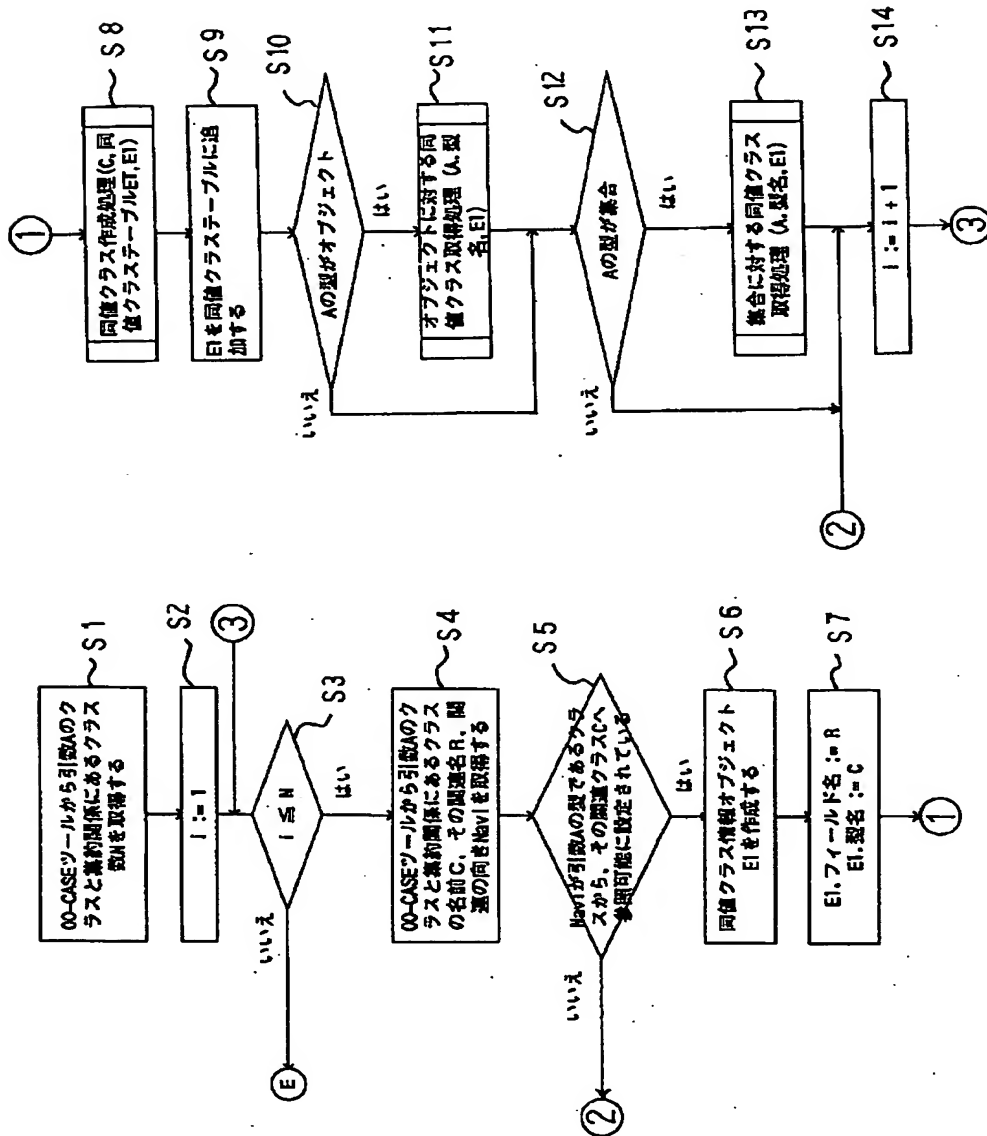 OO-CASEツールから引数Aのク
ラスと集約関係にあるクラス
数Nを取得する
S1
I := 1
S2
③
I ≦ N
S3
いいえ
はい
E
OO-CASEツールから引数Aのク
ラスと集約関係にあるクラス
の名前C, その関連名R, 関
連の向きNaviを取得する
S4
Naviが引数Aの型であるクラ
スから、その関連クラスCへ
参照可能に設定されている
S5
いいえ
はい
②
同値クラス情報オブジェクト
E1を作成する
S6
E1.フィールド名 := R
E1.型名 := C
S7
①
①
同値クラス作成処理(C,同
値クラステーブルET,E1)
S8
E1を同値クラステーブルに追
加する
S9
Aの型がオブジェクト
S10
いいえ
はい
オブジェクトに対する同
値クラス取得処理 (A,型
名,E1)
S11
Aの型が集合
S12
いいえ
はい
集合に対する同値クラス
取得処理 (A,型名,E1)
S13
②
I := I + 1
S14
③